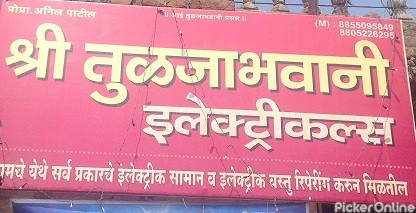 प्रोप्रा. अनिल पाटील
।। आई तुळजाभवानी प्रसन्न ।।
(M) : 8855095849
8805226295
श्री तुळजाभवानी
इलेक्ट्रीकल्स
आमचे येथे सर्व प्रकारचे इलेक्ट्रीक सामान व इलेक्ट्रीक वस्तु रिपेरींग करुन मिळतील
PickerOnline